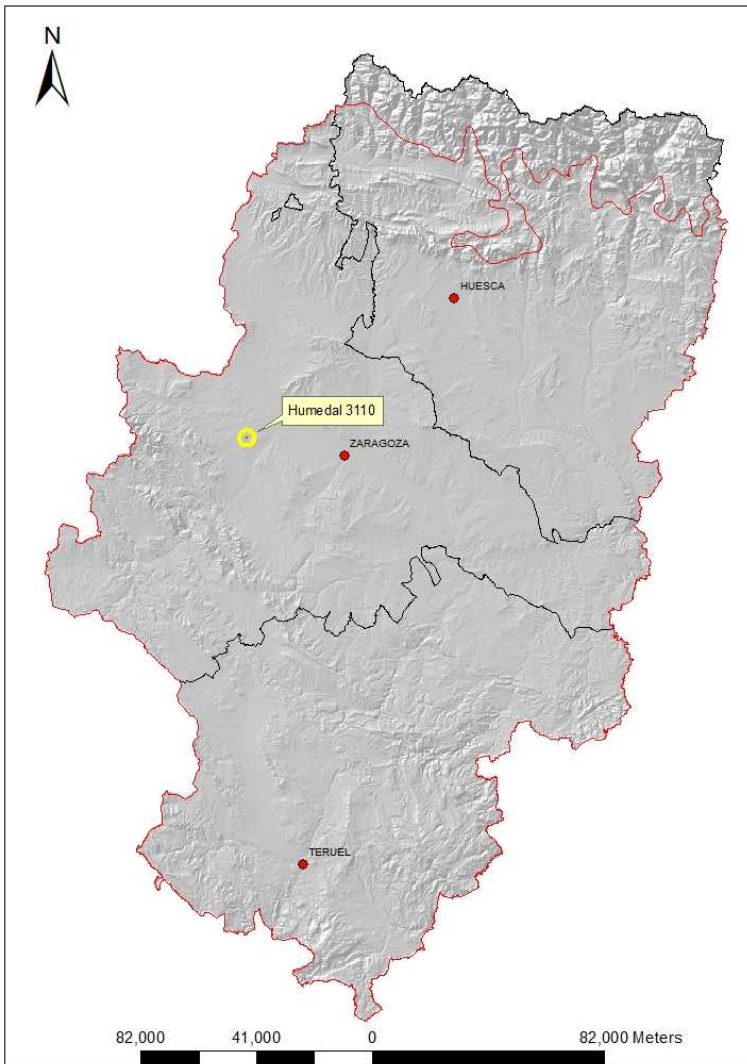 N
HUESCA
Humedal 3110
ZARAGOZA
TERUEL
82,000 41,000 0 82,000 Meters